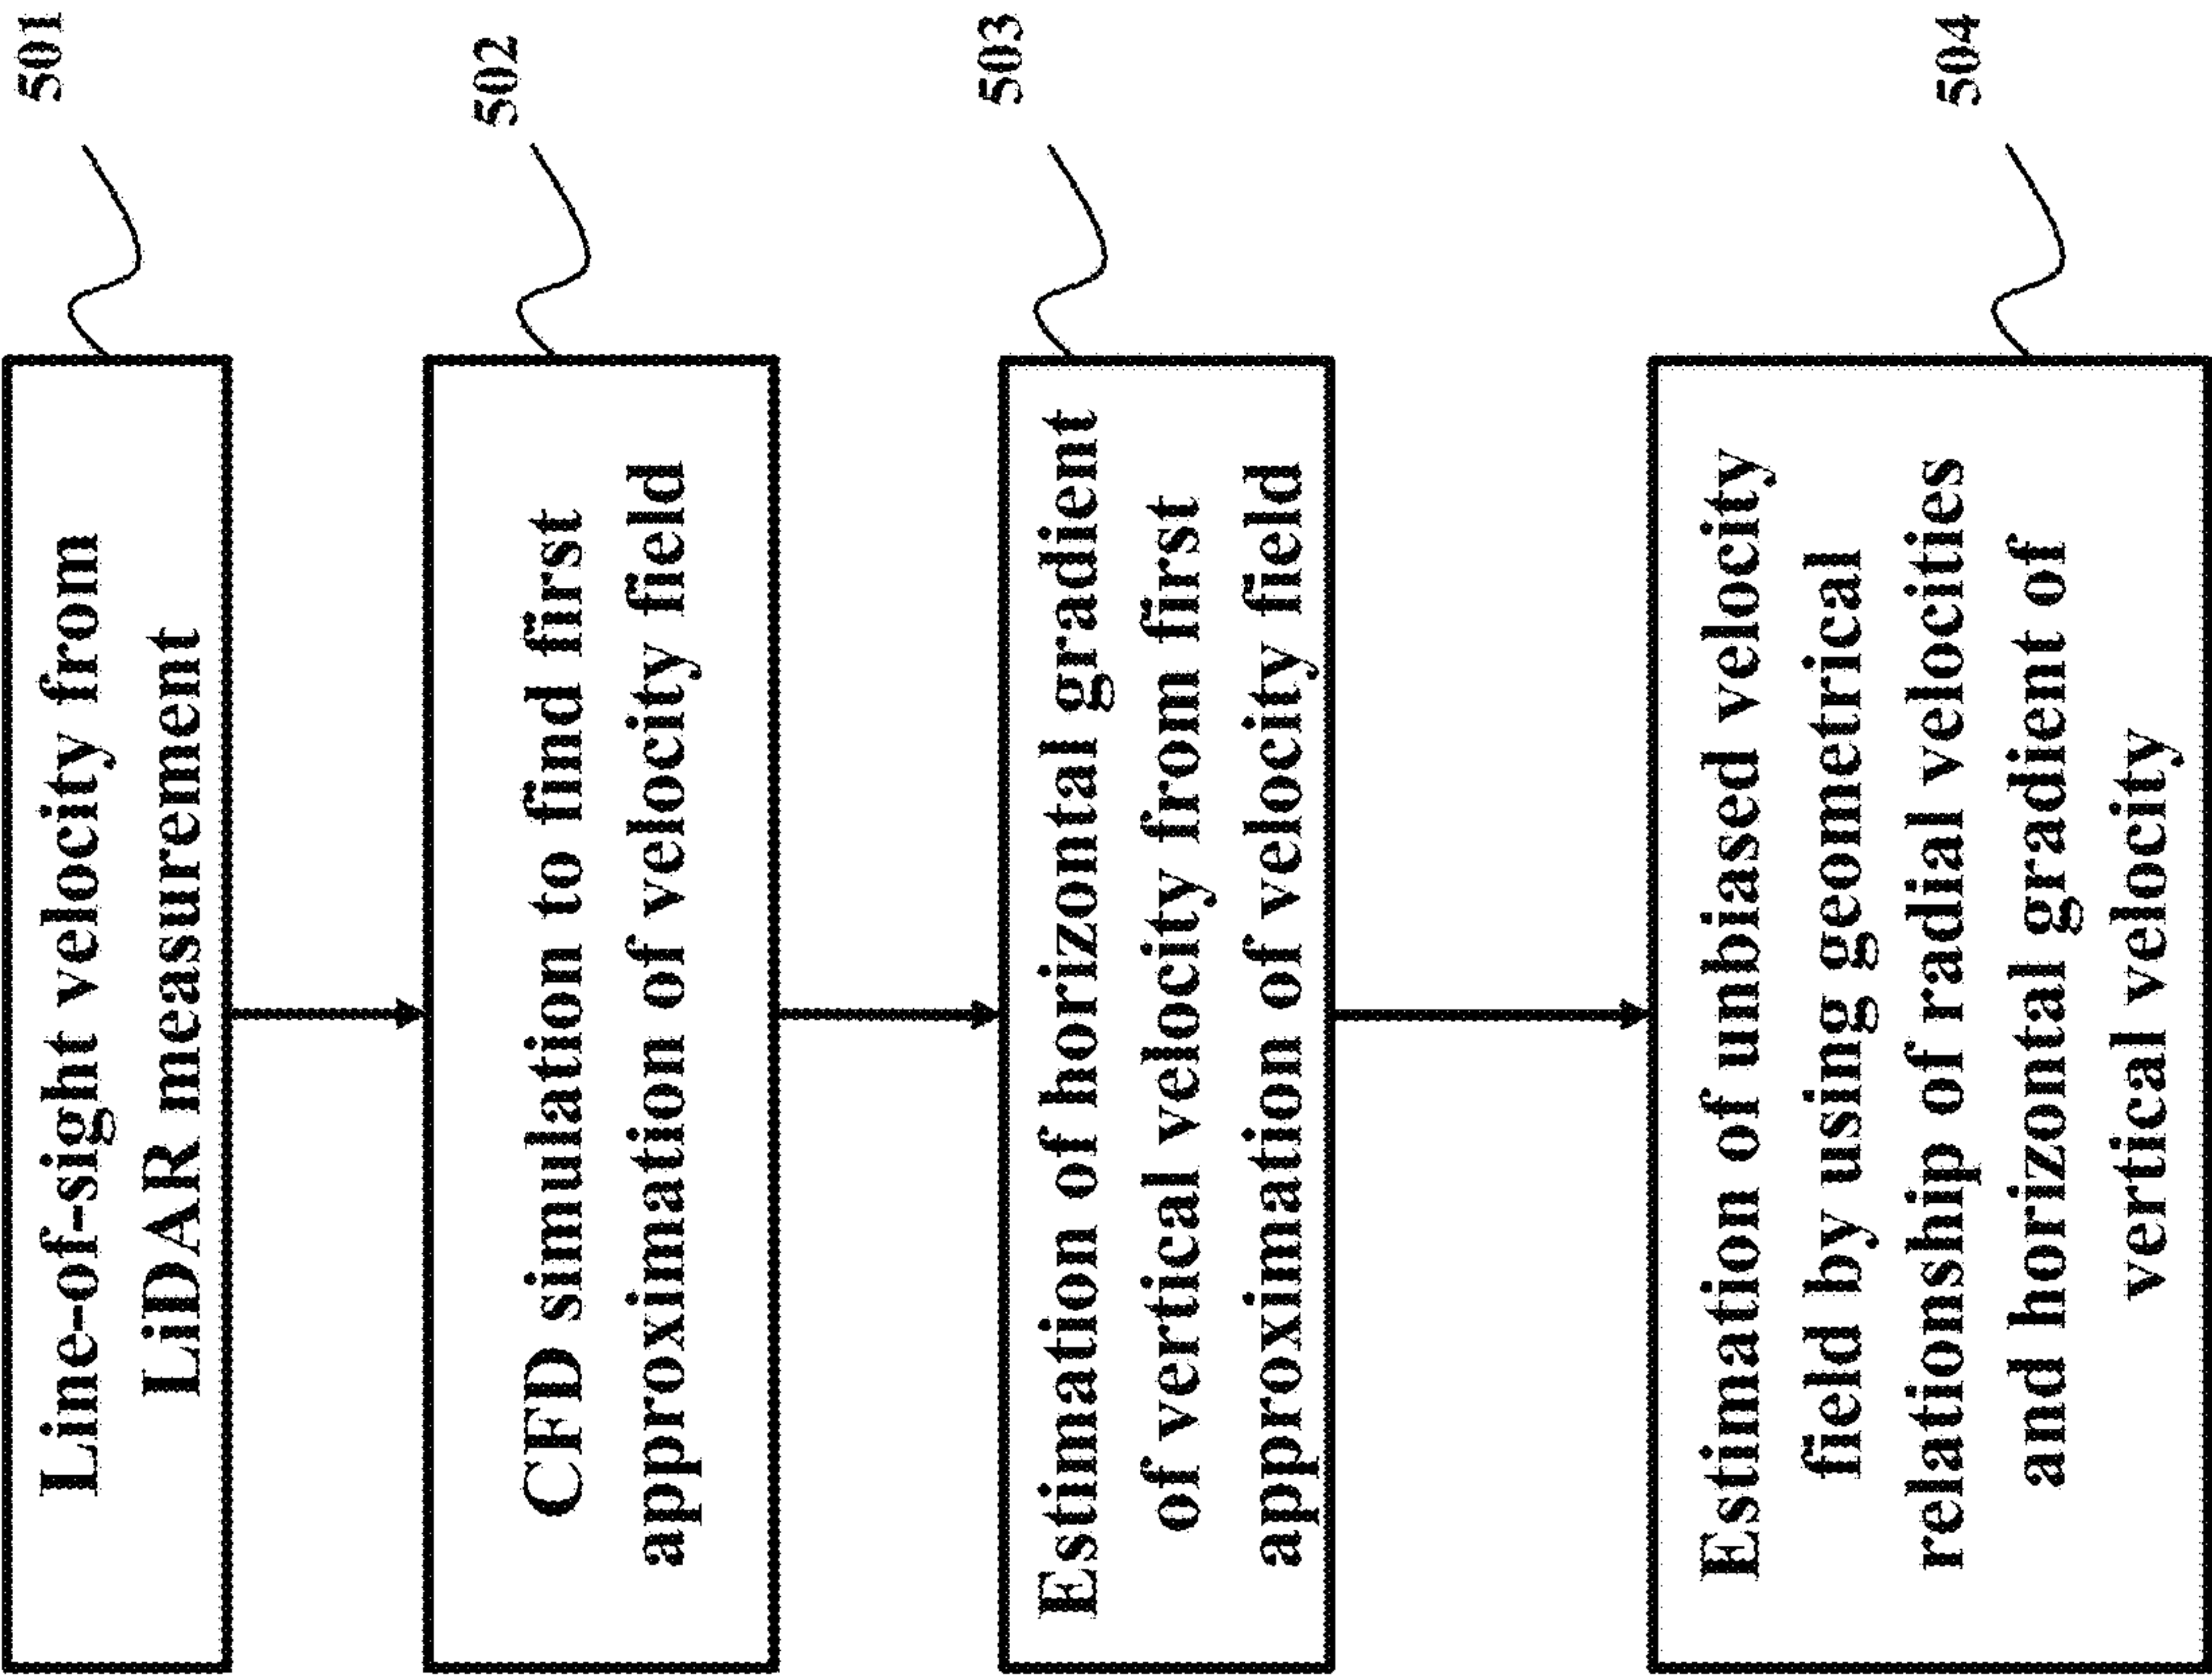 501
Line-of-sight velocity from
LiDAR measurement
502
CFD simulation to find first
approximation of velocity field
503
Estimation of horizontal gradient
of vertical velocity from first
approximation of velocity field
504
Estimation of unbiased velocity
field by using geometrical
relationship of radial velocities
and horizontal gradient of
vertical velocity